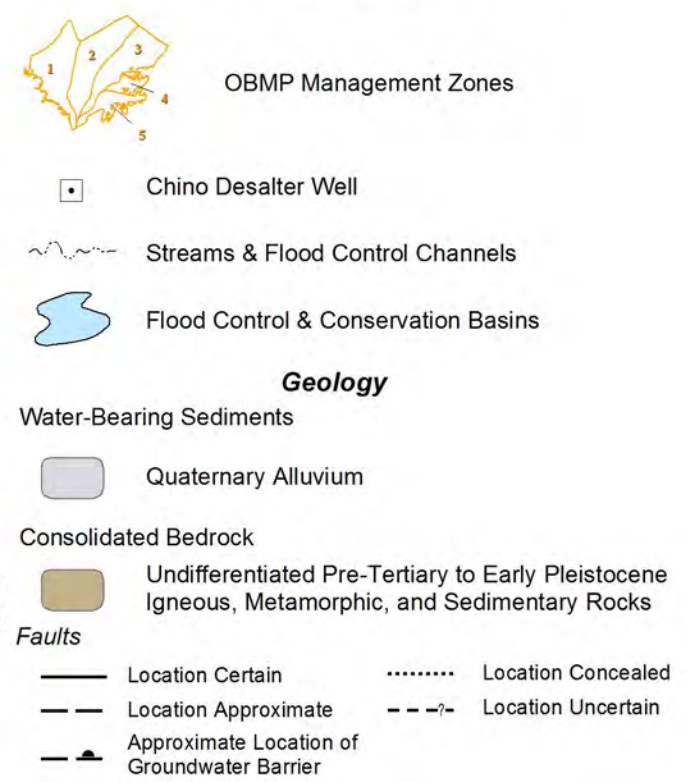 1
2
3
4
5
OBMP Management Zones
Chino Desalter Well
Streams & Flood Control Channels
Flood Control & Conservation Basins
Geology
Water-Bearing Sediments
Quaternary Alluvium
Consolidated Bedrock
Undifferentiated Pre-Tertiary to Early Pleistocene
Igneous, Metamorphic, and Sedimentary Rocks
Faults
Location Certain
Location Concealed
Location Approximate
?
Location Uncertain
Approximate Location of
Groundwater Barrier